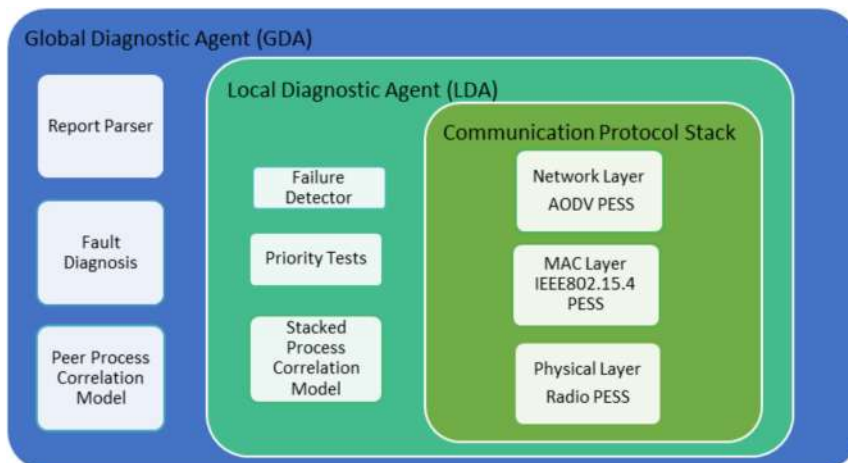 Global Diagnostic Agent (GDA)
Report Parser
Fault
Diagnosis
Peer Process
Correlation
Model
Local Diagnostic Agent (LDA)
Failure
Detector
Priority Tests
Stacked
Process
Correlation
Model
Communication Protocol Stack
Network Layer
AODV PESS
MAC Layer
IEEE802.15.4
PESS
Physical Layer
Radio PESS